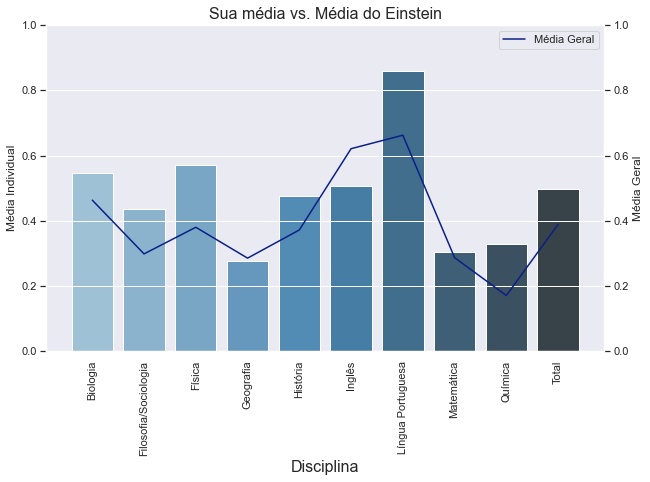 Sua média vs. Média do Einstein
Média Geral
1.0
0.8
0.6
0.4
0.2
0.0
Média Individual
1.0
0.8
0.6
0.4
0.2
0.0
Média Geral
Biologia
Filosofia/Sociologia
Física
Geografia
História
Inglês
Língua Portuguesa
Matemática
Química
Total
Disciplina